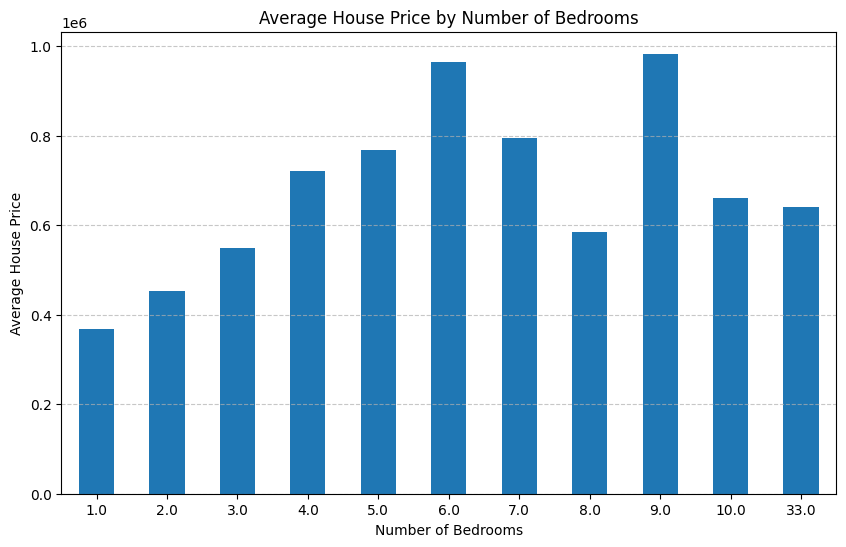 Average House Price by Number of Bedrooms
1e6
1.0
0.8
0.6
0.4
0.2
0.0
Average House Price
1.0 2.0 3.0 4.0 5.0 6.0 7.0 8.0 9.0 10.0 33.0
Number of Bedrooms